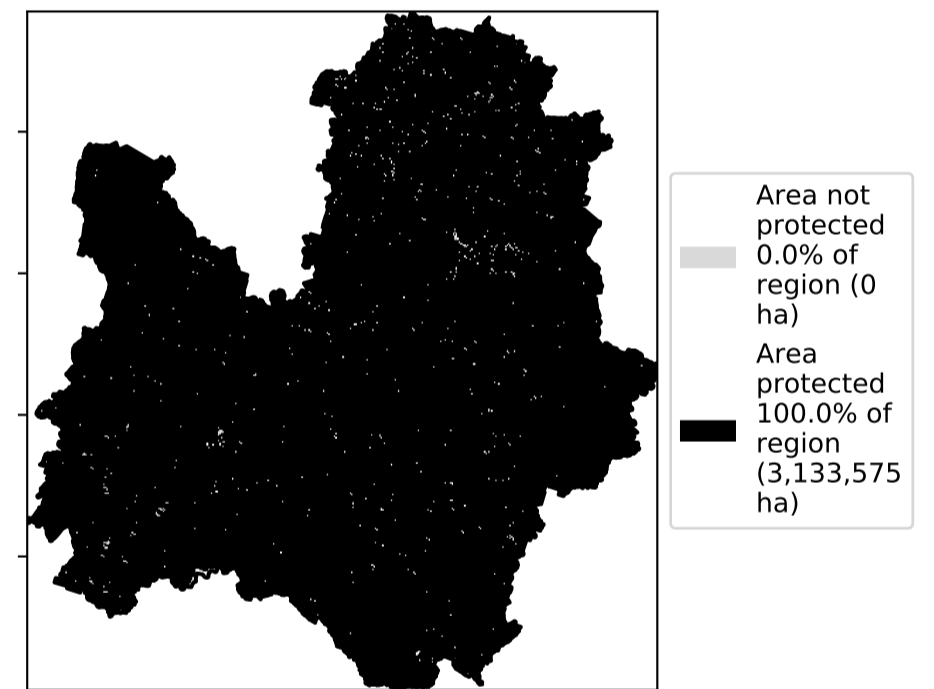 Area not
protected
0.0% of
region (0
ha)
Area
protected
100.0% of
region
(3,133,575
ha)